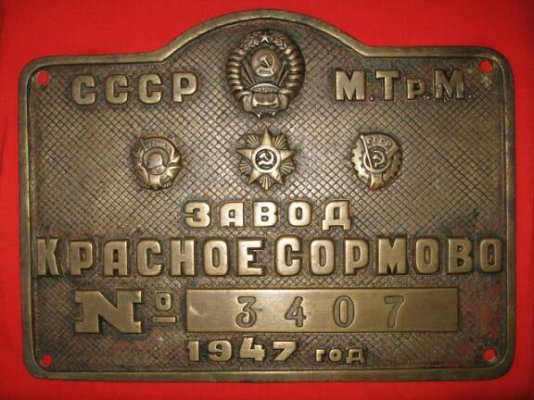 СССР М.Тр.М.
ЗАВОД
КРАСНОЕ СОРМОВО
№ 3407
1947 год